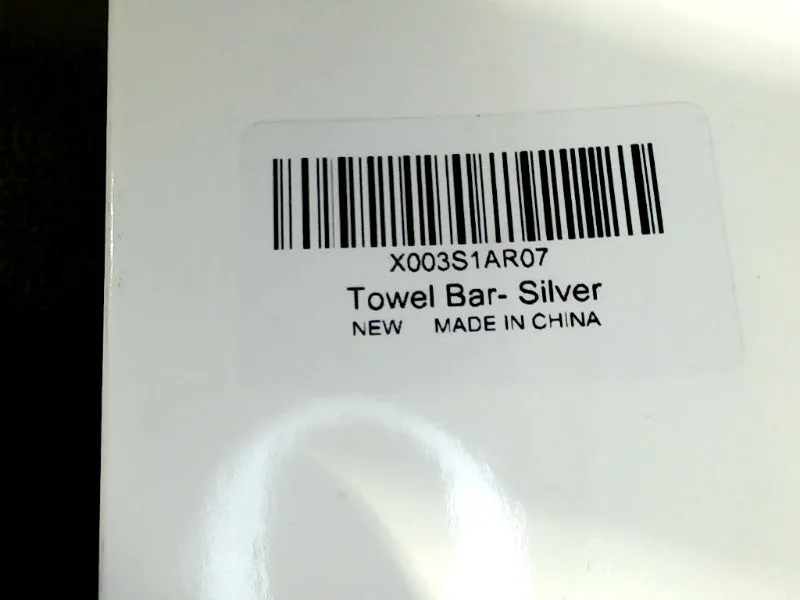 X003S1AR07
Towel Bar- Silver
NEW MADE IN CHINA